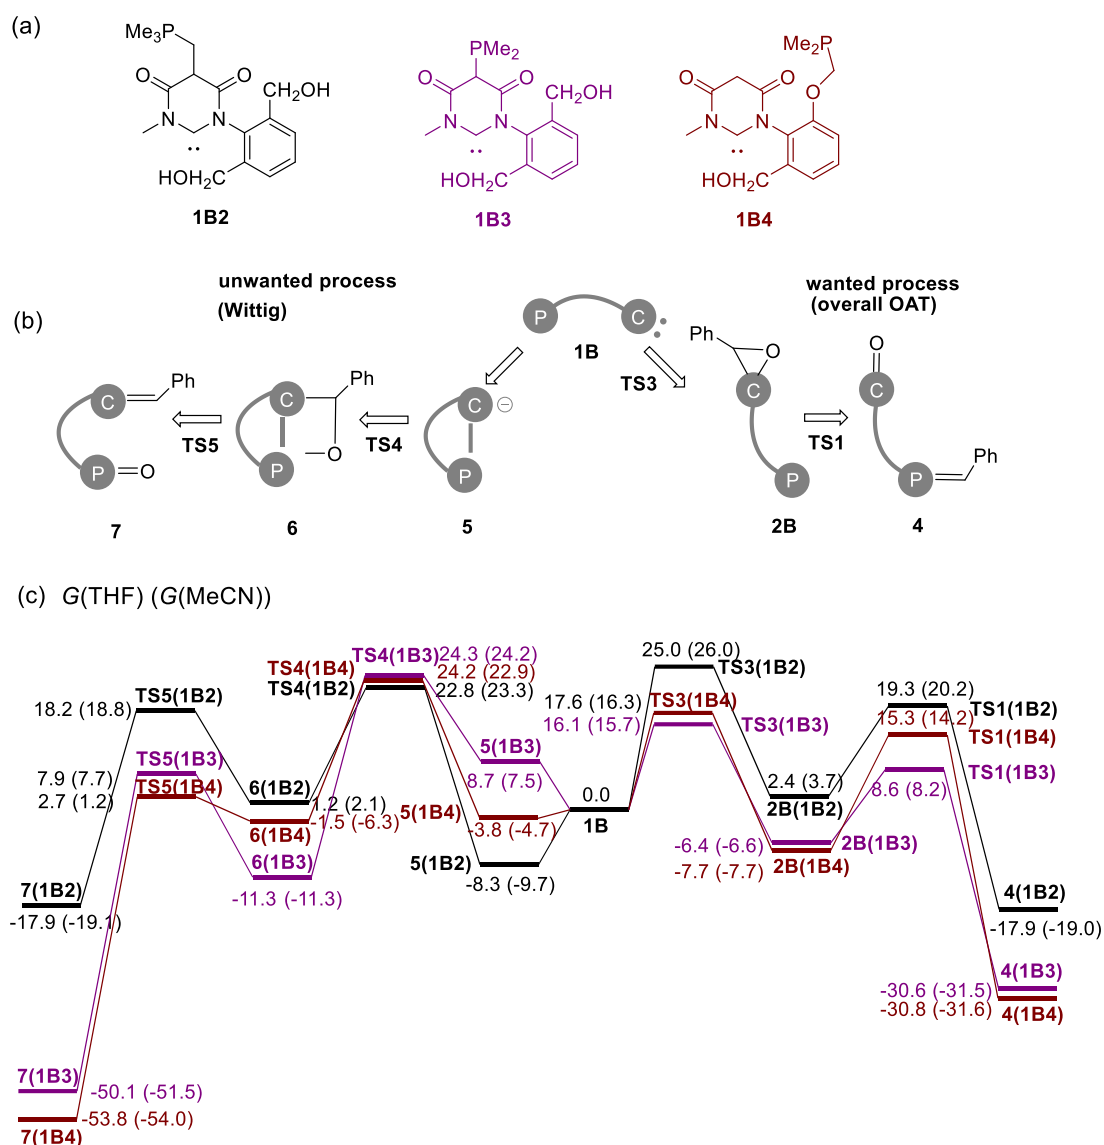 (a)
Me3P
O
O
N
N
CH2OH
HOH2C
1B2
PMe2
O
O
N
N
CH2OH
HOH2C
1B3
Me2P
O
O
O
N
N
HOH2C
1B4
unwanted process
(Wittig)
wanted process
(overall OAT)
(b)
P
C
1B
TS3
Ph
O
C
P
2B
TS1
O
C
P
Ph
4
C
Ph
P
O
7
TS5
C
Ph
O
P
6
TS4
C
P
5
(c) G(THF) (G(MeCN))
TS5(1B2)
18.2 (18.8)
TS5(1B3)
7.9 (7.7)
2.7 (1.2)
TS5(1B4)
7(1B2)
-17.9 (-19.1)
7(1B3)
-50.1 (-51.5)
-53.8 (-54.0)
7(1B4)
6(1B2)
1.2 (2.1)
-1.5 (-6.3)
6(1B4)
6(1B3)
-11.3 (-11.3)
TS4(1B4)
TS4(1B3)
TS4(1B2)
24.3 (24.2)
24.2 (22.9)
22.8 (23.3)
5(1B3)
8.7 (7.5)
5(1B4)
-3.8 (-4.7)
5(1B2)
-8.3 (-9.7)
0.0
1B
25.0 (26.0)
TS3(1B2)
17.6 (16.3)
TS3(1B4)
16.1 (15.7)
TS3(1B3)
2.4 (3.7)
2B(1B2)
-6.4 (-6.6)
2B(1B3)
-7.7 (-7.7)
2B(1B4)
19.3 (20.2)
TS1(1B2)
15.3 (14.2)
TS1(1B4)
TS1(1B3)
8.6 (8.2)
4(1B2)
-17.9 (-19.0)
4(1B3)
-30.6 (-31.5)
-30.8 (-31.6)
4(1B4)